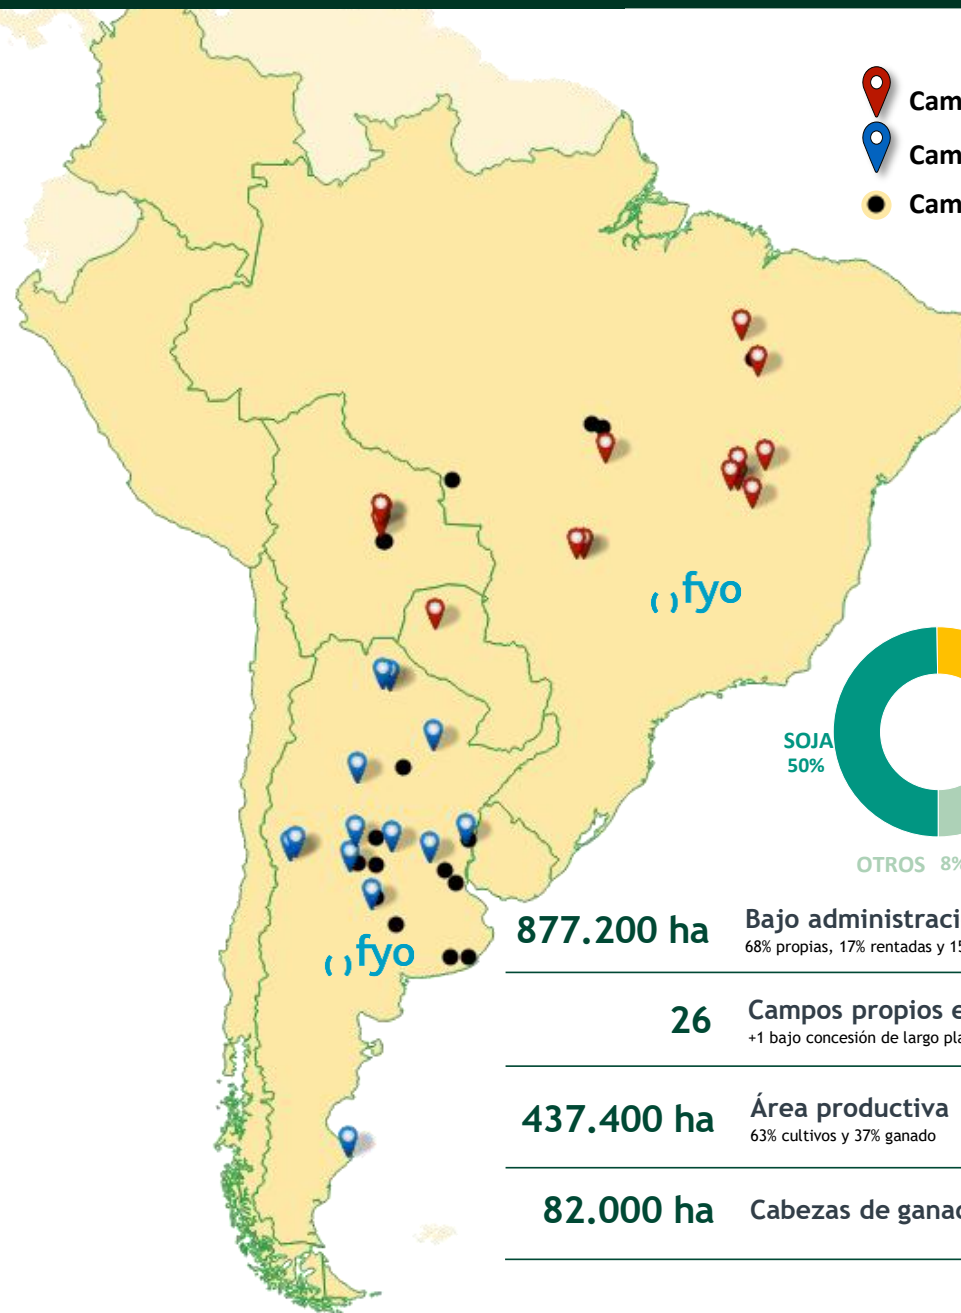 Cam
Cam
Cam
fyo
SOJA
50%
OTROS 8%
877.200 ha
Bajo administraci
68% propias, 17% rentadas y 15
fyo
26
Campos propios e
+1 bajo concesión de largo pla
437.400 ha
Área productiva
63% cultivos y 37% ganado
82.000 ha
Cabezas de ganad